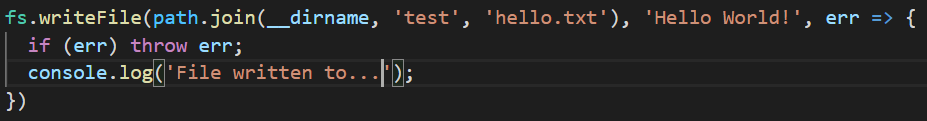 fs.writeFile(path.join(__dirname, 'test', 'hello.txt'), 'Hello World!', err => {
  if (err) throw err;
  console.log('File written to...');
})